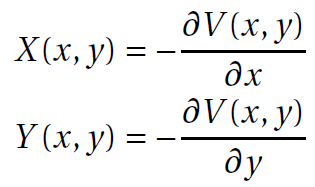 X(x, y) = −∂V(x, y)/∂x
Y(x, y) = −∂V(x, y)/∂y